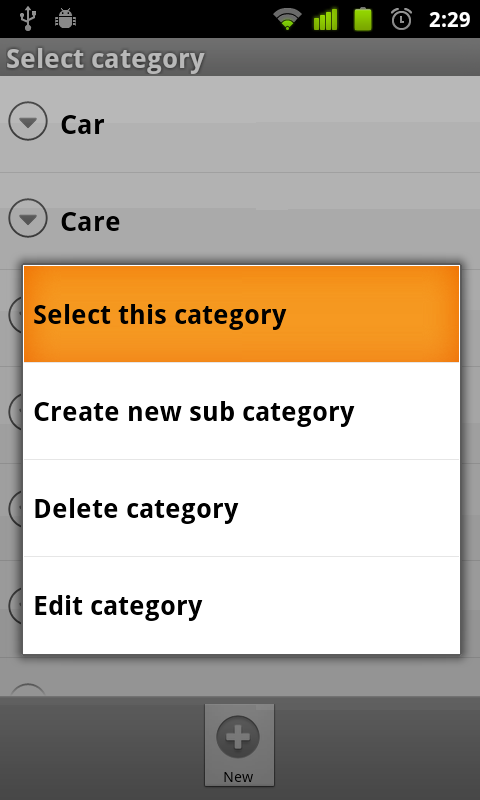 2:29
Select category
Car
Care
Select this category
Create new sub category
Delete category
Edit category
New